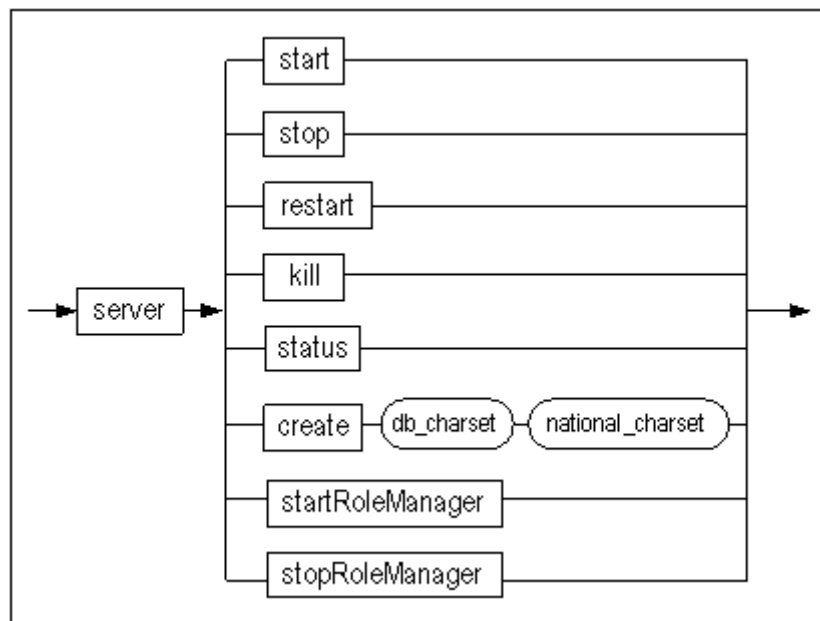 start
stop
restart
kill
server
status
create db_charset national_charset
startRoleManager
stopRoleManager